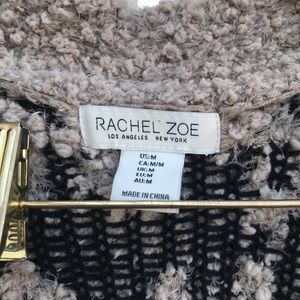 RACHEL ZOE
LOS ANGELES NEW YORK
US:M
CA:M/M
UK:M
EU:M
AU:M
MADE IN CHINA